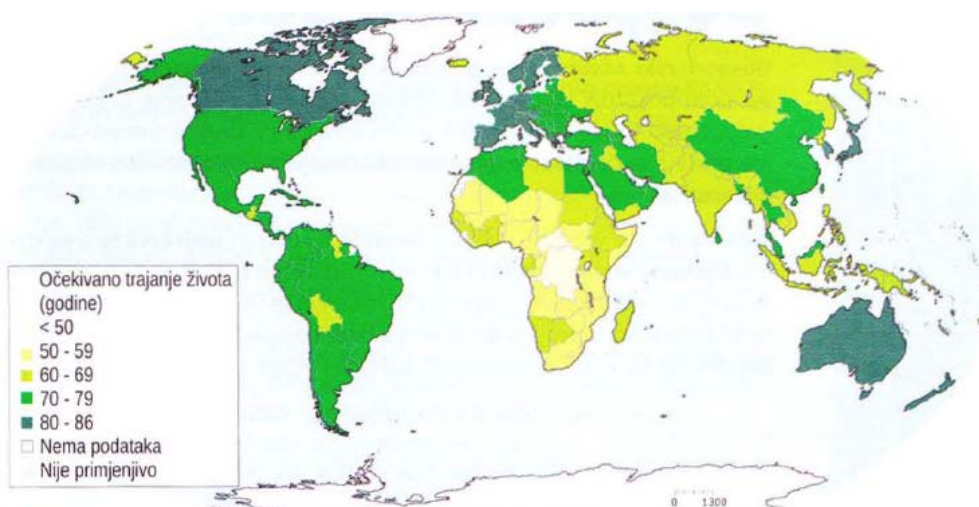 Očekivano trajanje života
(godine)
< 50
50 - 59
60 - 69
70 - 79
80 - 86
Nema podataka
Nije primjenjivo
0 1300